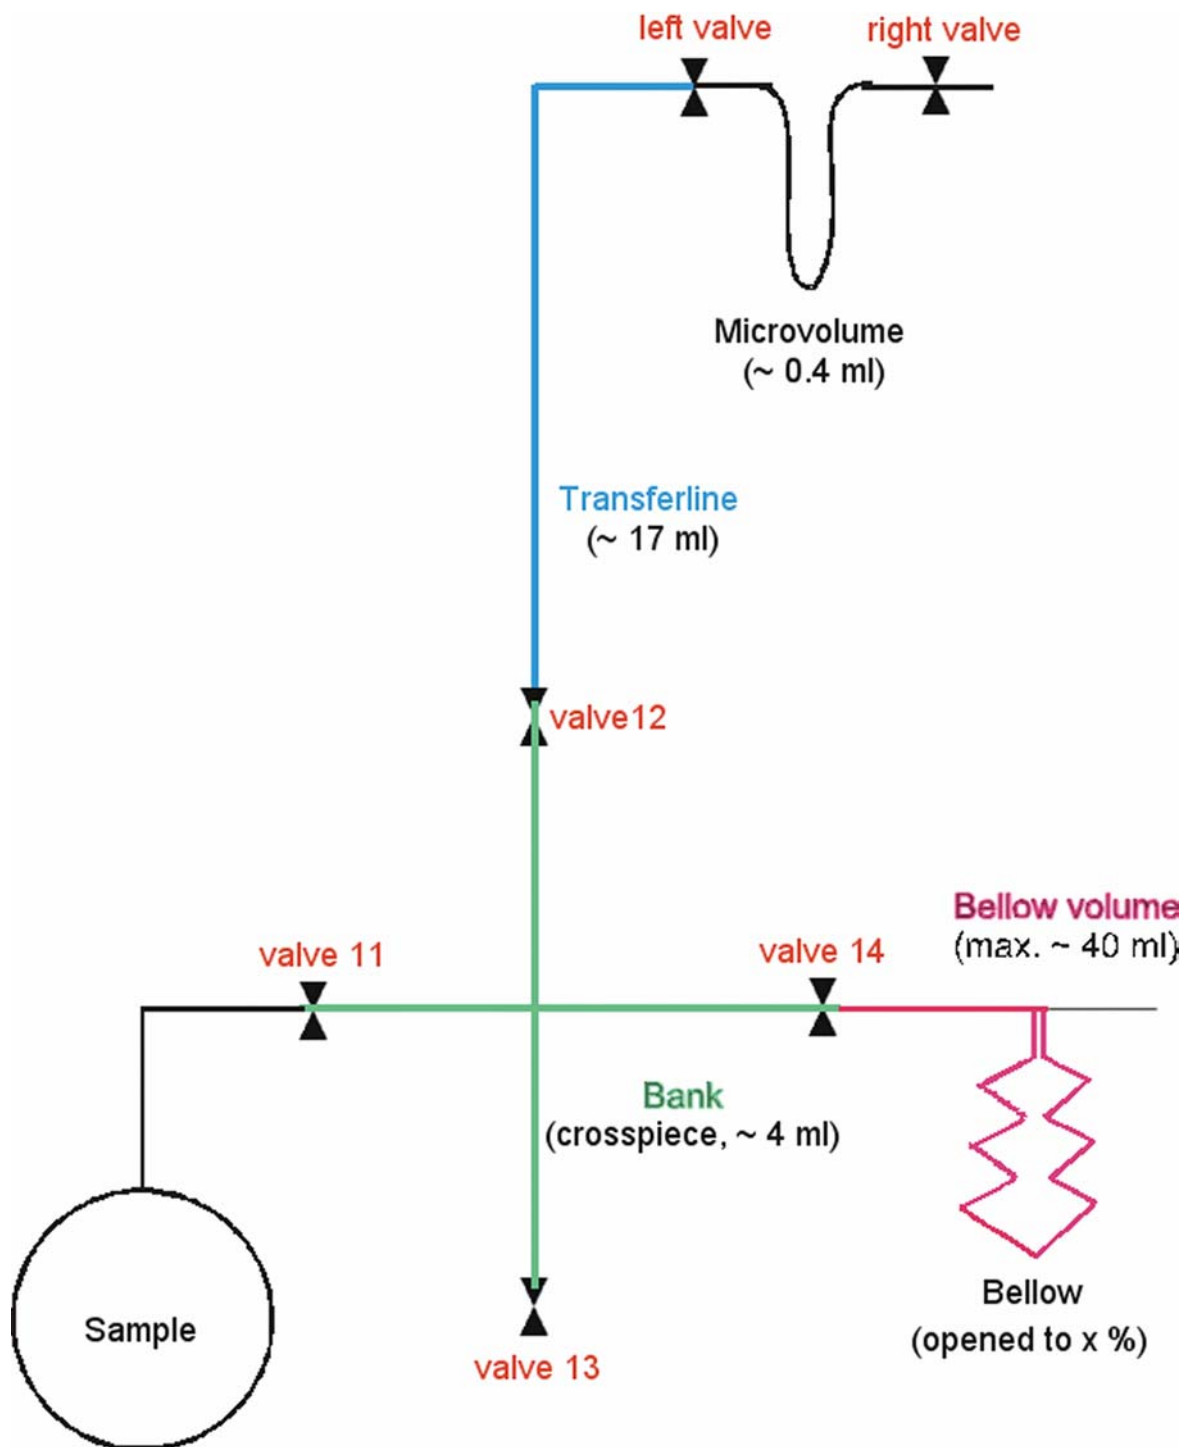 left valve
right valve
Microvolume
(~ 0.4 ml)
Transferline
(~ 17 ml)
valve12
Bellow volume
(max. ~ 40 ml)
valve 11
valve 14
Bank
(crosspiece, ~ 4 ml)
Sample
Bellow
(opened to x %)
valve 13